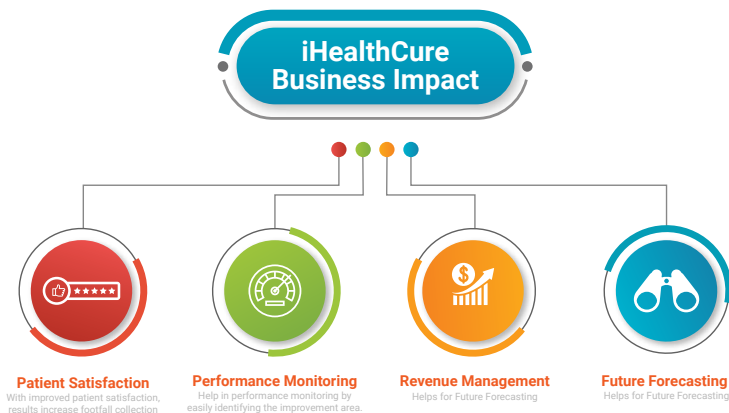 iHealthCure
Business Impact
Patient Satisfaction
With improved patient satisfaction,
results increase footfall collection
Performance Monitoring
Help in performance monitoring by
easily identifying the improvement area.
Revenue Management
Helps for Future Forecasting
Future Forecasting
Helps for Future Forecasting